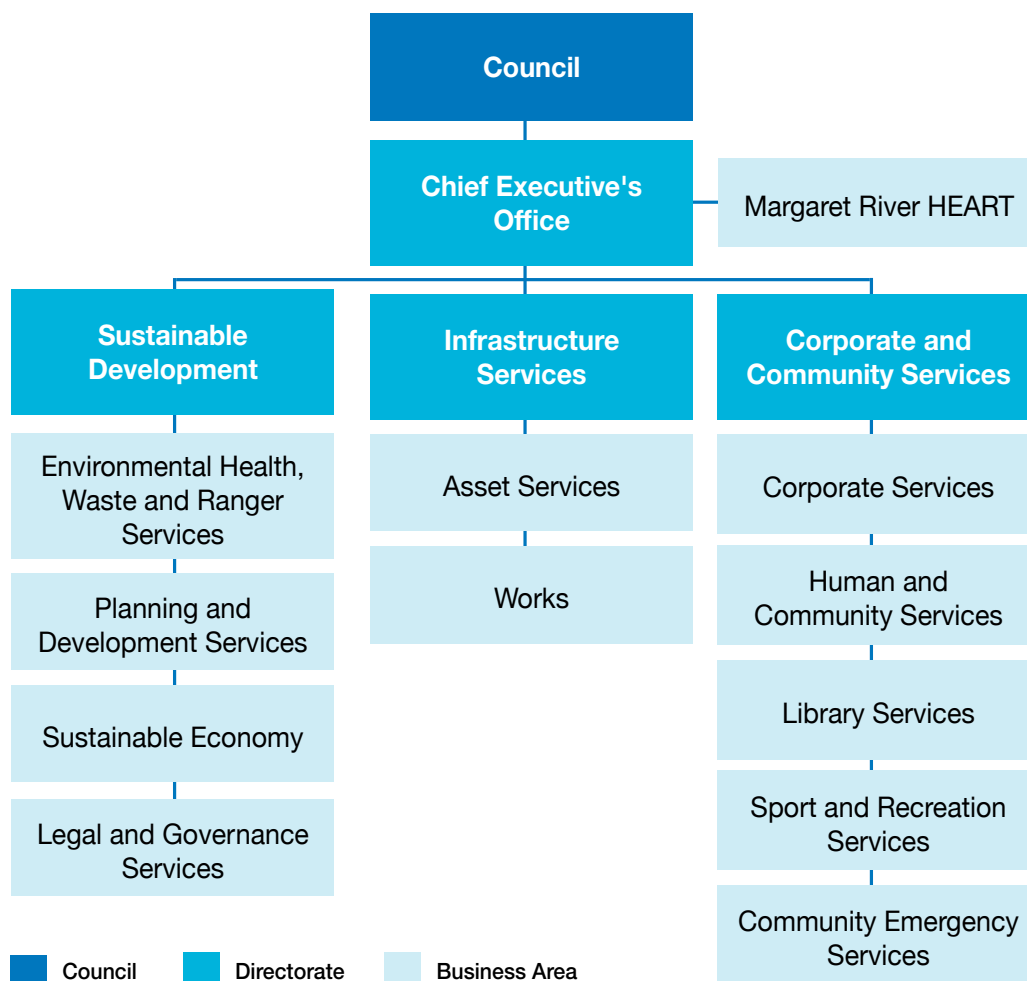 Council
Chief Executive's
Office
Margaret River HEART
Sustainable
Development
Environmental Health,
Waste and Ranger
Services
Planning and
Development Services
Sustainable Economy
Legal and Governance
Services
Infrastructure
Services
Asset Services
Works
Corporate and
Community Services
Corporate Services
Human and
Community Services
Library Services
Sport and Recreation
Services
Community Emergency
Services
Council
Directorate
Business Area